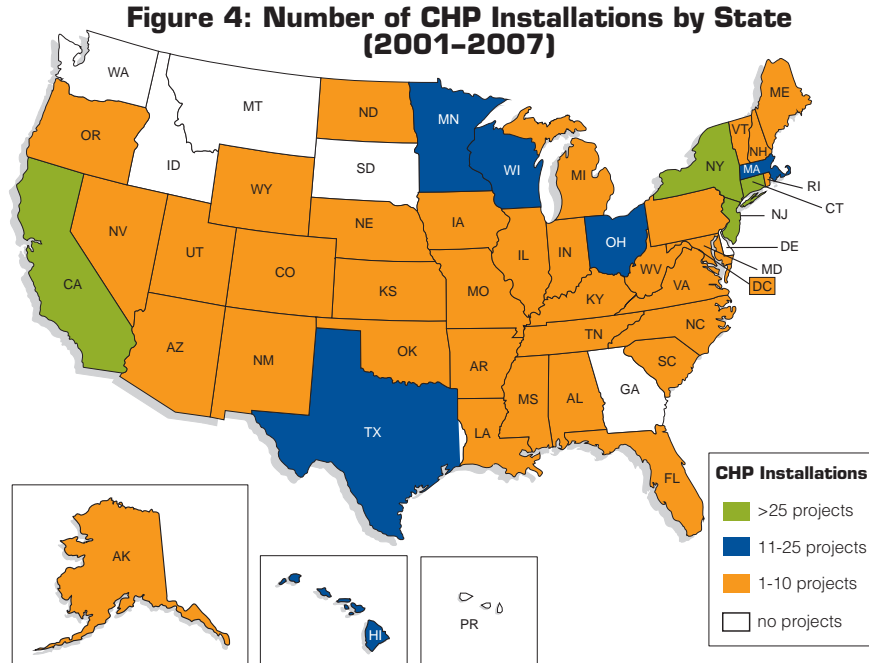 Figure 4: Number of CHP Installations by State
(2001–2007)
WA
MT
ND
MN
ME
OR
VT
ID
SD
WI
NH
NY
MA
MI
WY
RI
CT
IA
NE
NJ
NV
OH
DE
UT
IL
IN
MD
CO
WV
DC
CA
KS
MO
VA
KY
NC
TN
AZ
OK
NM
AR
SC
GA
MS
AL
TX
LA
FL
CHP Installations
>25 projects
11-25 projects
1-10 projects
no projects
AK
HI
PR